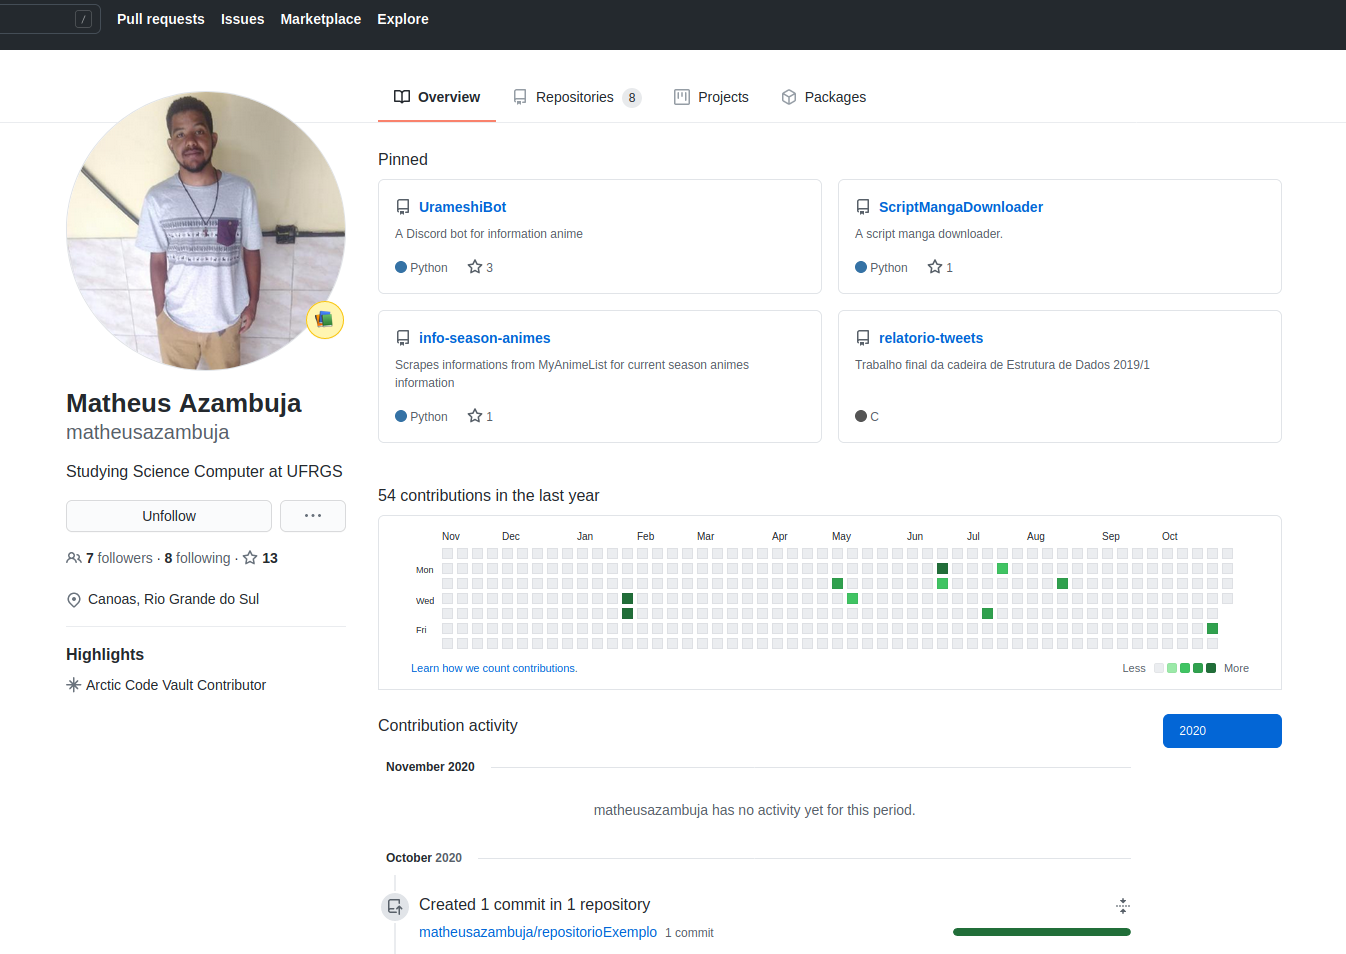 / Pull requests Issues Marketplace Explore
Overview Repositories 8 Projects Packages
Matheus Azambuja
matheusazambuja
Studying Science Computer at UFRGS
Unfollow ...
7 followers · 8 following · 13
Canoas, Rio Grande do Sul
Highlights
Arctic Code Vault Contributor
Pinned
UrameshiBot
A Discord bot for information anime
Python 3
ScriptMangaDownloader
A script manga downloader.
Python 1
info-season-animes
Scrapes informations from MyAnimeList for current season animes
information
Python 1
relatorio-tweets
Trabalho final da cadeira de Estrutura de Dados 2019/1
C
54 contributions in the last year
Nov Dec Jan Feb Mar Apr May Jun Jul Aug Sep Oct
Mon
Wed
Fri
Learn how we count contributions. Less More
Contribution activity
2020
November 2020
matheusazambuja has no activity yet for this period.
October 2020
Created 1 commit in 1 repository
matheusazambuja/repositorioExemplo 1 commit